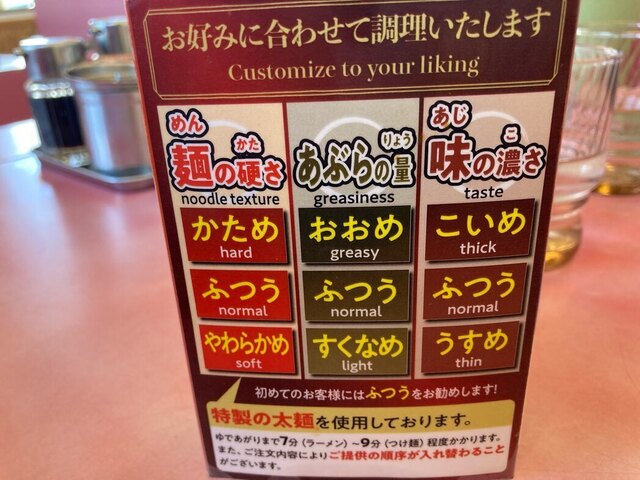 お好みに合わせて調理いたします
Customize to your liking
めん かた
麺の硬さ
noodle texture
りょう
あぶらの量
greasiness
あじ こ
味の濃さ
taste
かため
hard
おおめ
greasy
こいめ
thick
ふつう
normal
ふつう
normal
ふつう
normal
やわらかめ
soft
すくなめ
light
うすめ
thin
初めてのお客様にはふつうをお勧めします!
特製の太麺を使用しております。
ゆであがりまで7分(ラーメン)~9分(つけ麺)程度かかります。
また、ご注文内容によりご提供の順序が入れ替わること
がございます。